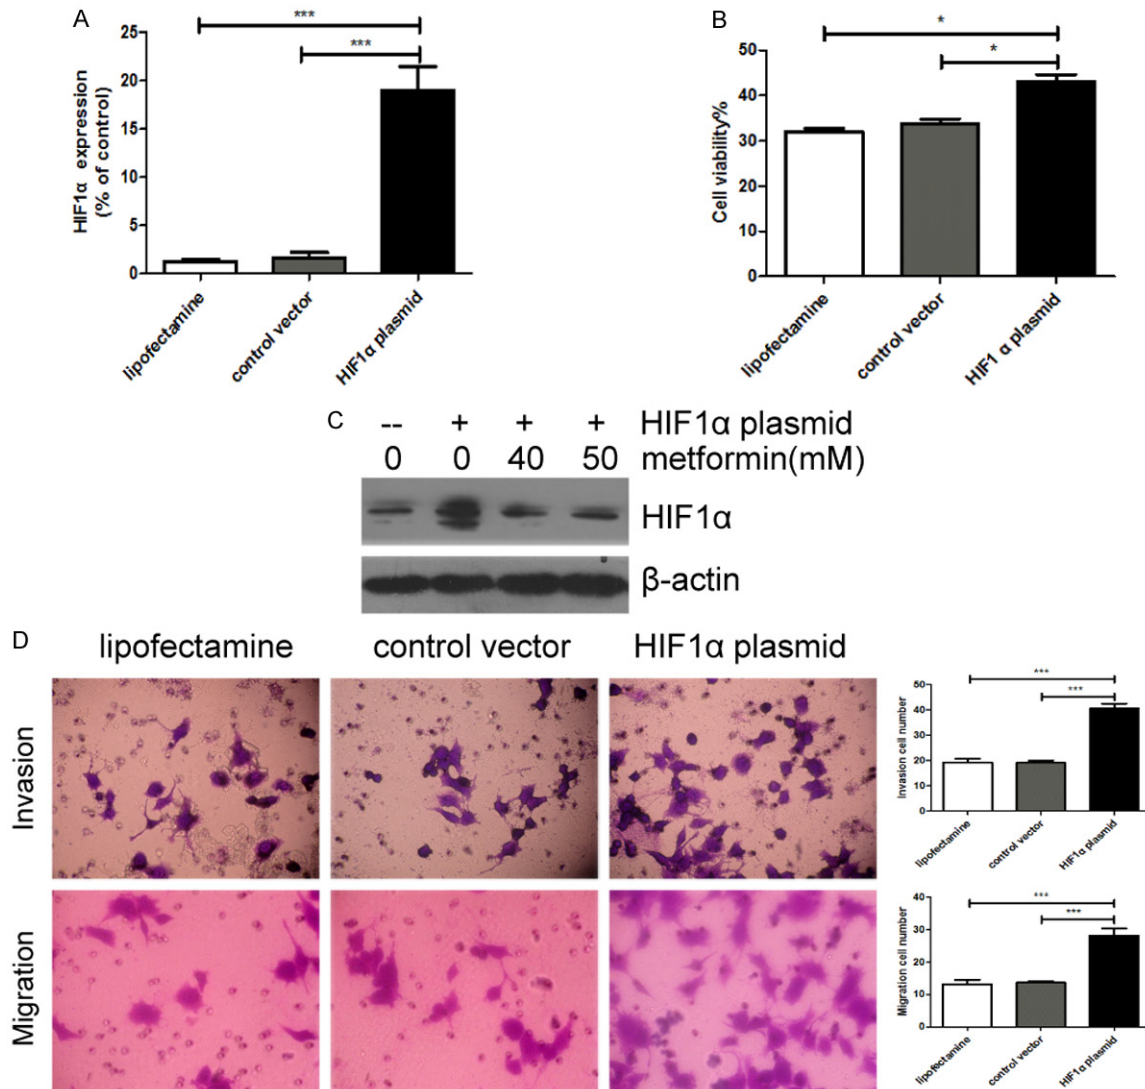 A
***
***
25
20
15
10
5
0
HIF1α expression
(% of control)
lipofectamine
control vector
HIF1α plasmid
B
*
*
50
40
30
20
10
0
Cell viability%
lipofectamine
control vector
HIF1 α plasmid
C
-- + + + HIF1α plasmid
0 0 40 50 metformin(mM)
HIF1α
β-actin
D
lipofectamine control vector HIF1α plasmid
Invasion
***
***
50
40
30
20
10
0
Invasion cell number
lipofectamine
control vector
HIF1α plasmid
Migration
***
***
40
30
20
10
0
Migration cell number
lipofectamine
control vector
HIF1α plasmid